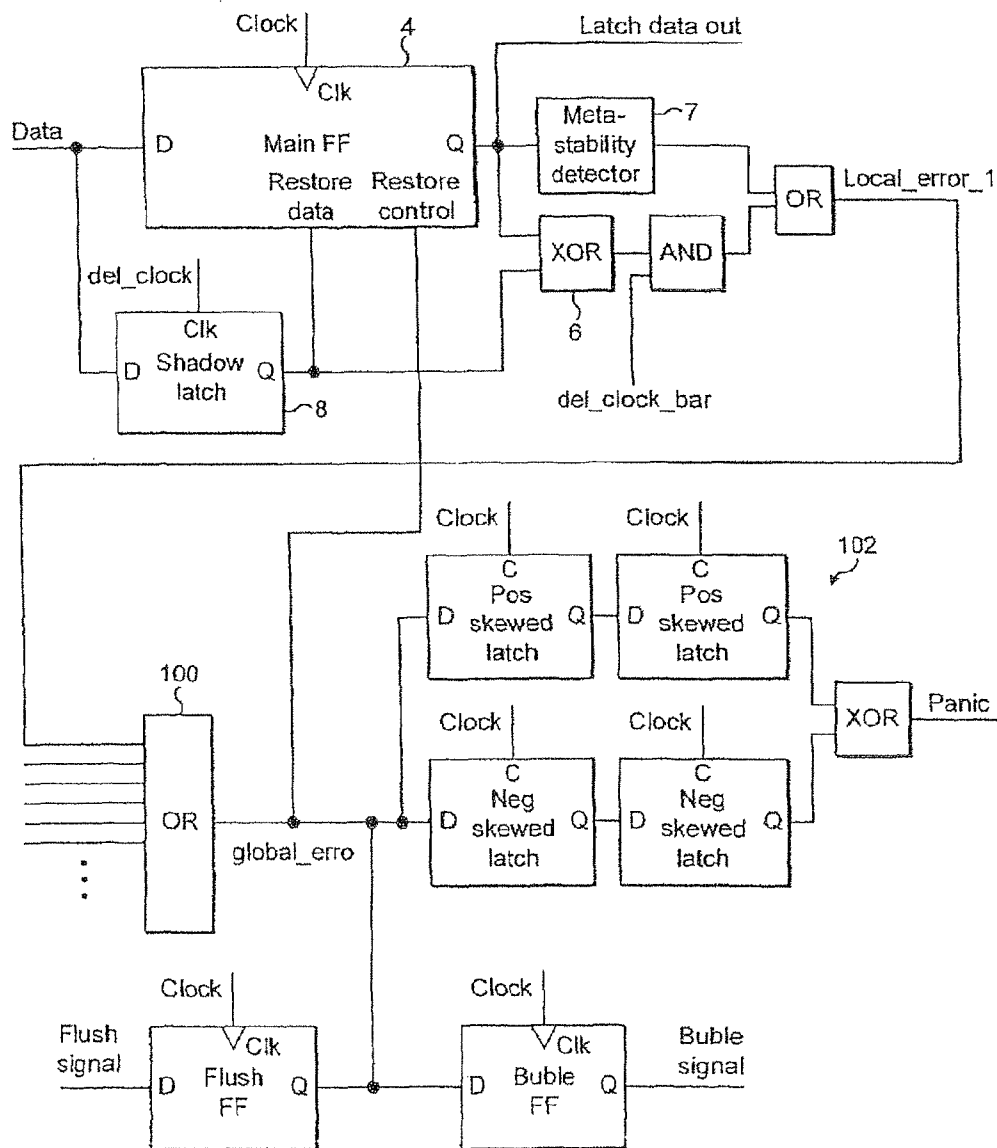 Clock
4
Latch data out
Clk
7
Data
D
Main FF
Q
Restore data
Restore control
Meta-
stability
detector
Local_error_1
OR
XOR
AND
6
del_clock
Clk
D
Shadow
latch
Q
8
del_clock_bar
Clock
Clock
102
C
Pos
skewed
latch
D
Q
C
Pos
skewed
latch
D
Q
100
XOR
Panic
Clock
Clock
OR
global_erro
C
Neg
skewed
latch
D
Q
C
Neg
skewed
latch
D
Q
Clock
Clock
Flush
signal
Clk
D
Flush
FF
Q
Clk
D
Buble
FF
Q
Buble
signal